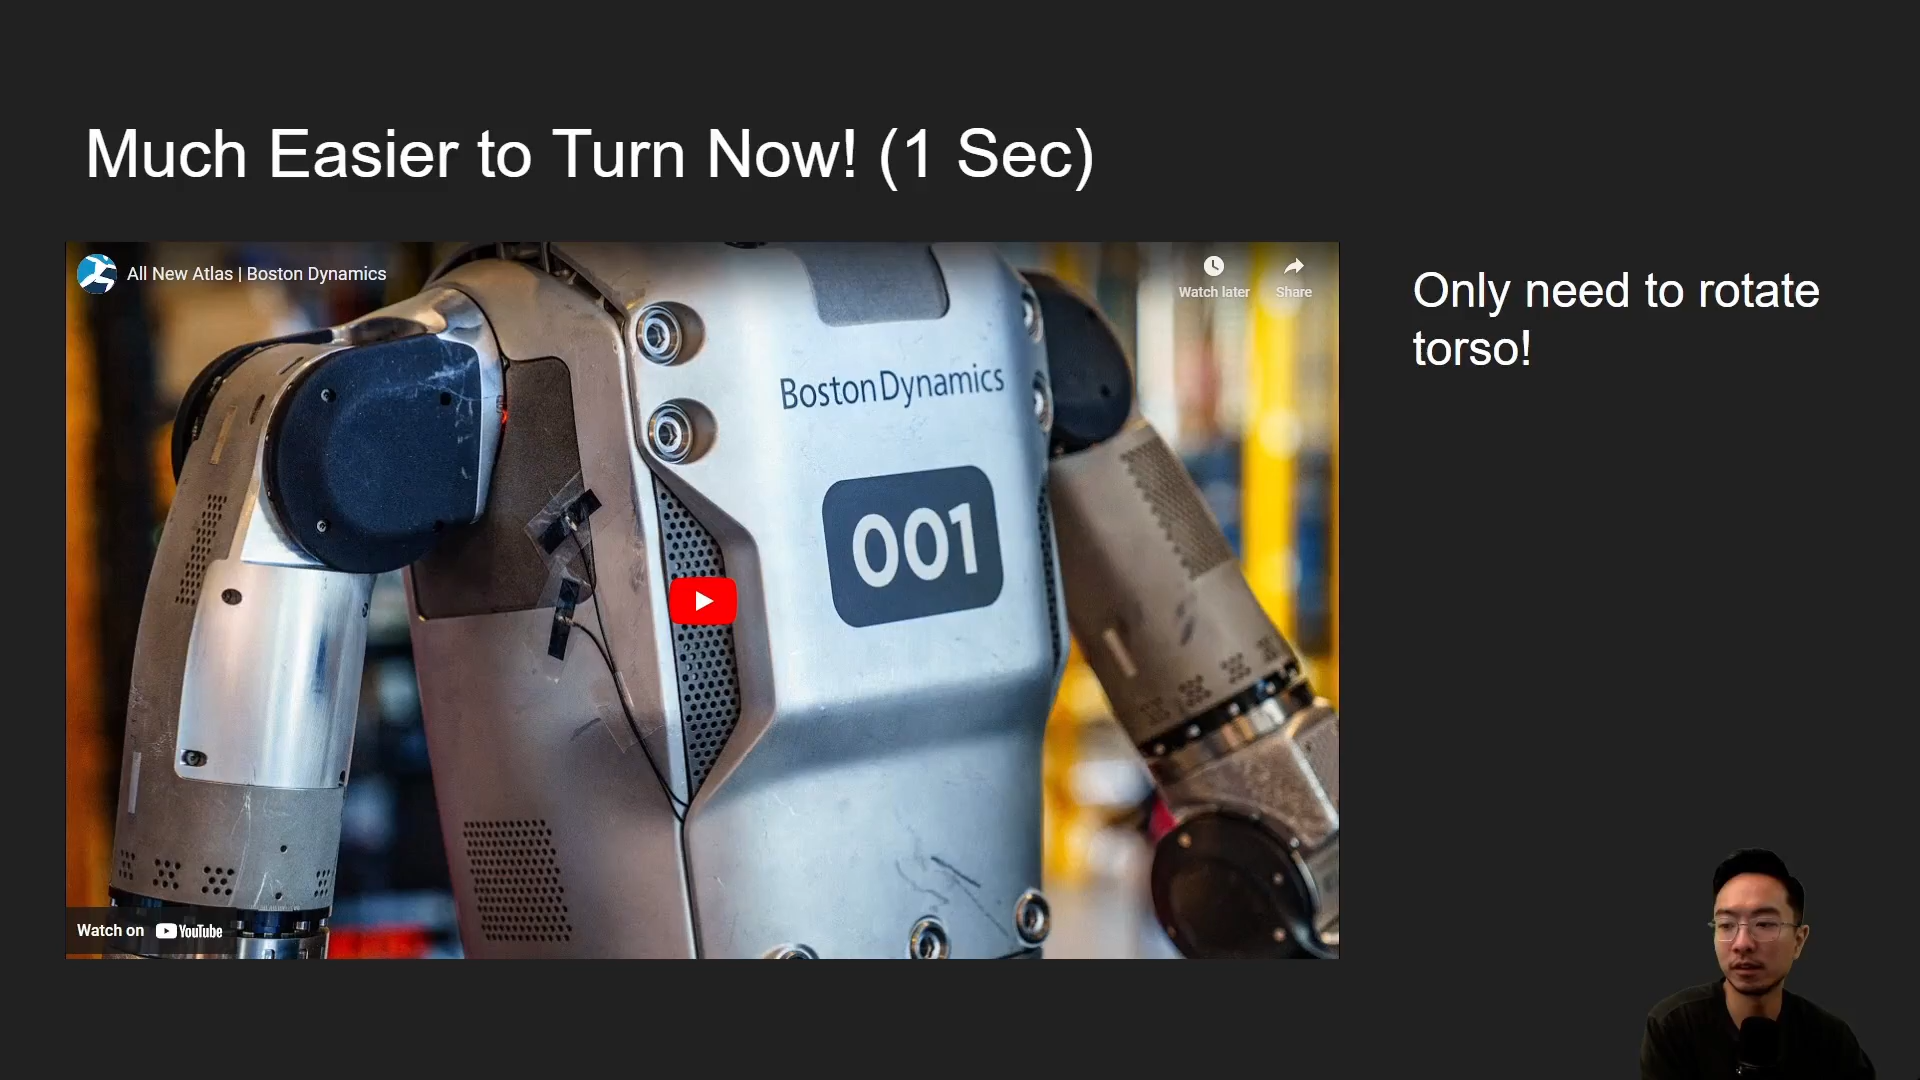 Much Easier to Turn Now! (1 Sec)
All New Atlas | Boston Dynamics
Watch later
Share
Only need to rotate
torso!
BostonDynamics
001
Watch on YouTube